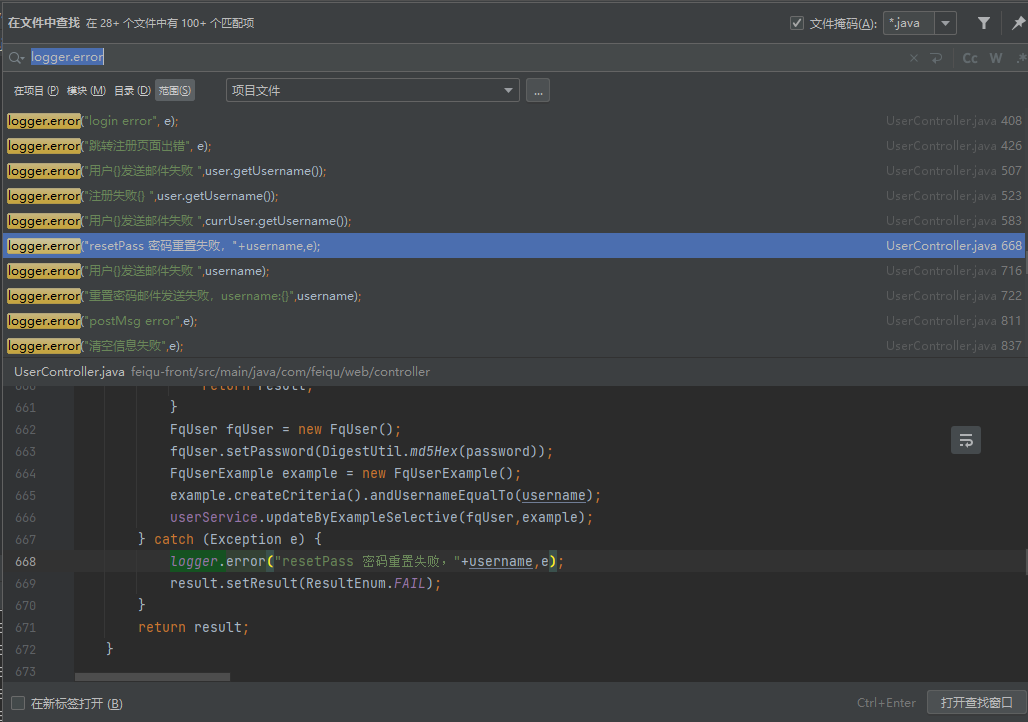 在文件中查找 在 28+ 个文件中有 100+ 个匹配项 文件掩码(A): *.java
logger.error Cc W .*
在项目 (P) 模块 (M) 目录 (D) 范围(S) 项目文件 ...
logger.error("login error", e); UserController.java 408
logger.error("跳转注册页面出错", e); UserController.java 426
logger.error("用户{}发送邮件失败 ",user.getUsername()); UserController.java 507
logger.error("注册失败{} ",user.getUsername()); UserController.java 523
logger.error("用户{}发送邮件失败 ",currUser.getUsername()); UserController.java 583
logger.error("resetPass 密码重置失败，"+username,e); UserController.java 668
logger.error("用户{}发送邮件失败 ",username); UserController.java 716
logger.error("重置密码邮件发送失败，username:{}",username); UserController.java 722
logger.error("postMsg error",e); UserController.java 811
logger.error("清空信息失败",e); UserController.java 837
UserController.java feiqu-front/src/main/java/com/feiqu/web/controller
660 return result;
661 }
662 FqUser fqUser = new FqUser();
663 fqUser.setPassword(DigestUtil.md5Hex(password));
664 FqUserExample example = new FqUserExample();
665 example.createCriteria().andUsernameEqualTo(username);
666 userService.updateByExampleSelective(fqUser,example);
667 } catch (Exception e) {
668 logger.error("resetPass 密码重置失败，"+username,e);
669 result.setResult(ResultEnum.FAIL);
670 }
671 return result;
672 }
673
在新标签打开 (B) Ctrl+Enter 打开查找窗口